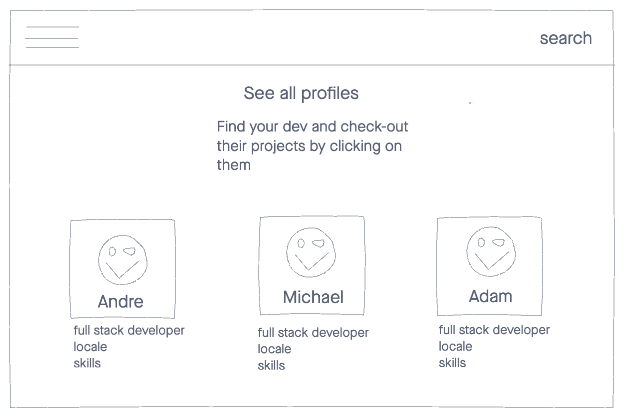 search
See all profiles
Find your dev and check-out
their projects by clicking on
them
Andre
Michael
Adam
full stack developer
locale
skills
full stack developer
locale
skills
full stack developer
locale
skills